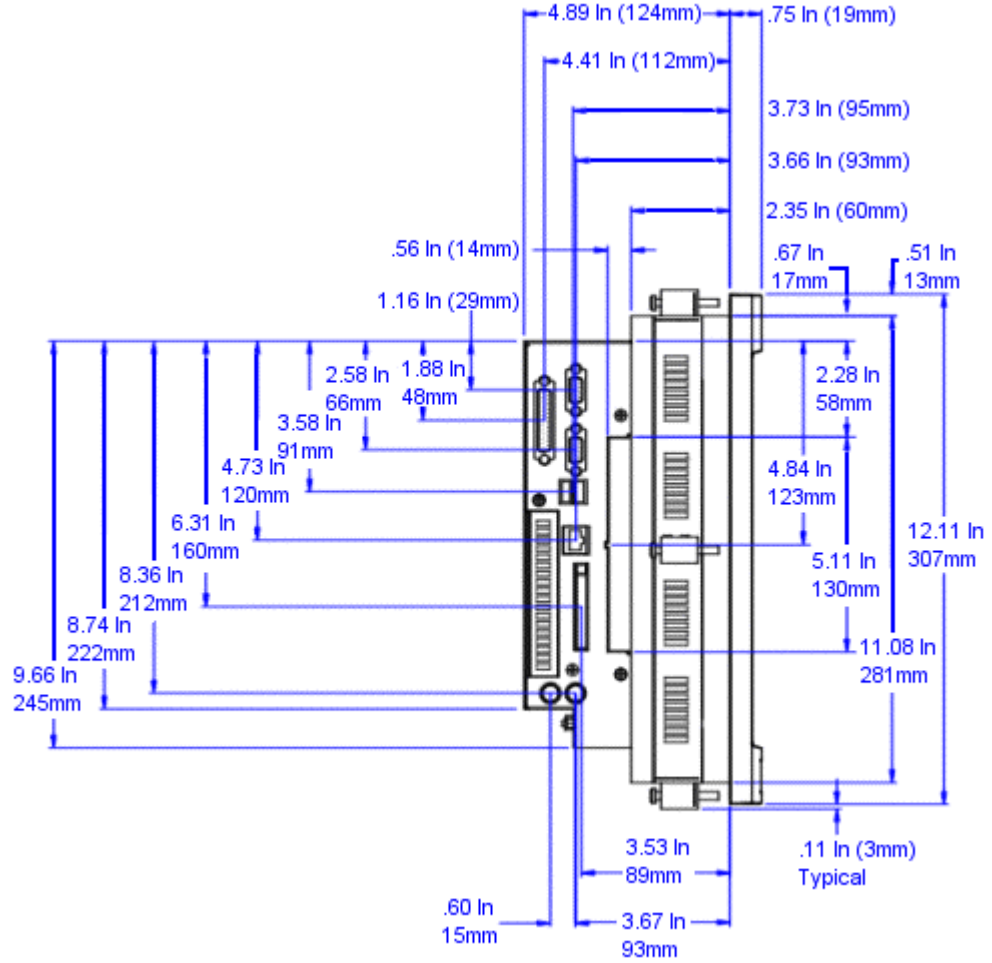 4.89 In (124mm)
.75 In (19mm)
4.41 In (112mm)
3.73 In (95mm)
3.66 In (93mm)
2.35 In (60mm)
.56 In (14mm)
.67 In
17mm
.51 In
13mm
1.16 In (29mm)
2.58 In
66mm
1.88 In
48mm
2.28 In
58mm
3.58 In
91mm
4.73 In
120mm
4.84 In
123mm
6.31 In
160mm
12.11 In
307mm
5.11 In
130mm
8.36 In
212mm
8.74 In
222mm
11.08 In
281mm
9.66 In
245mm
3.53 In
89mm
.11 In (3mm)
Typical
.60 In
15mm
3.67 In
93mm